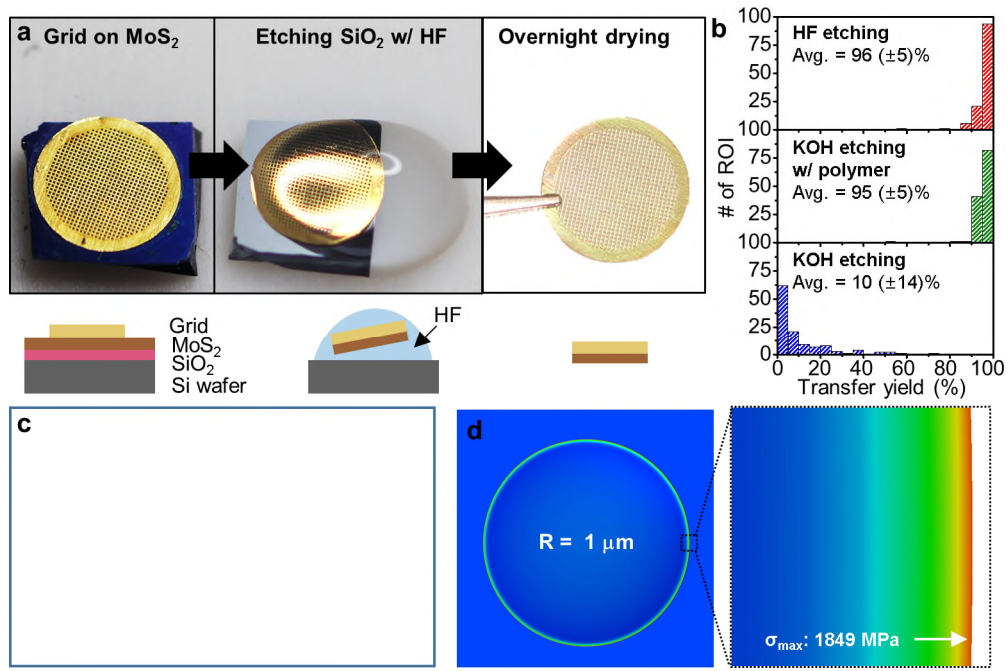 a
Grid on MoS₂
Etching SiO₂ w/ HF
Overnight drying
Grid
MoS₂
SiO₂
Si wafer
HF
b
HF etching
Avg. = 96 (±5)%
KOH etching
w/ polymer
Avg. = 95 (±5)%
KOH etching
Avg. = 10 (±14)%
# of ROI
100
75
50
25
100
75
50
25
100
75
50
25
0
0 20 40 60 80 100
Transfer yield (%)
c
d
R = 1 μm
σmax: 1849 MPa